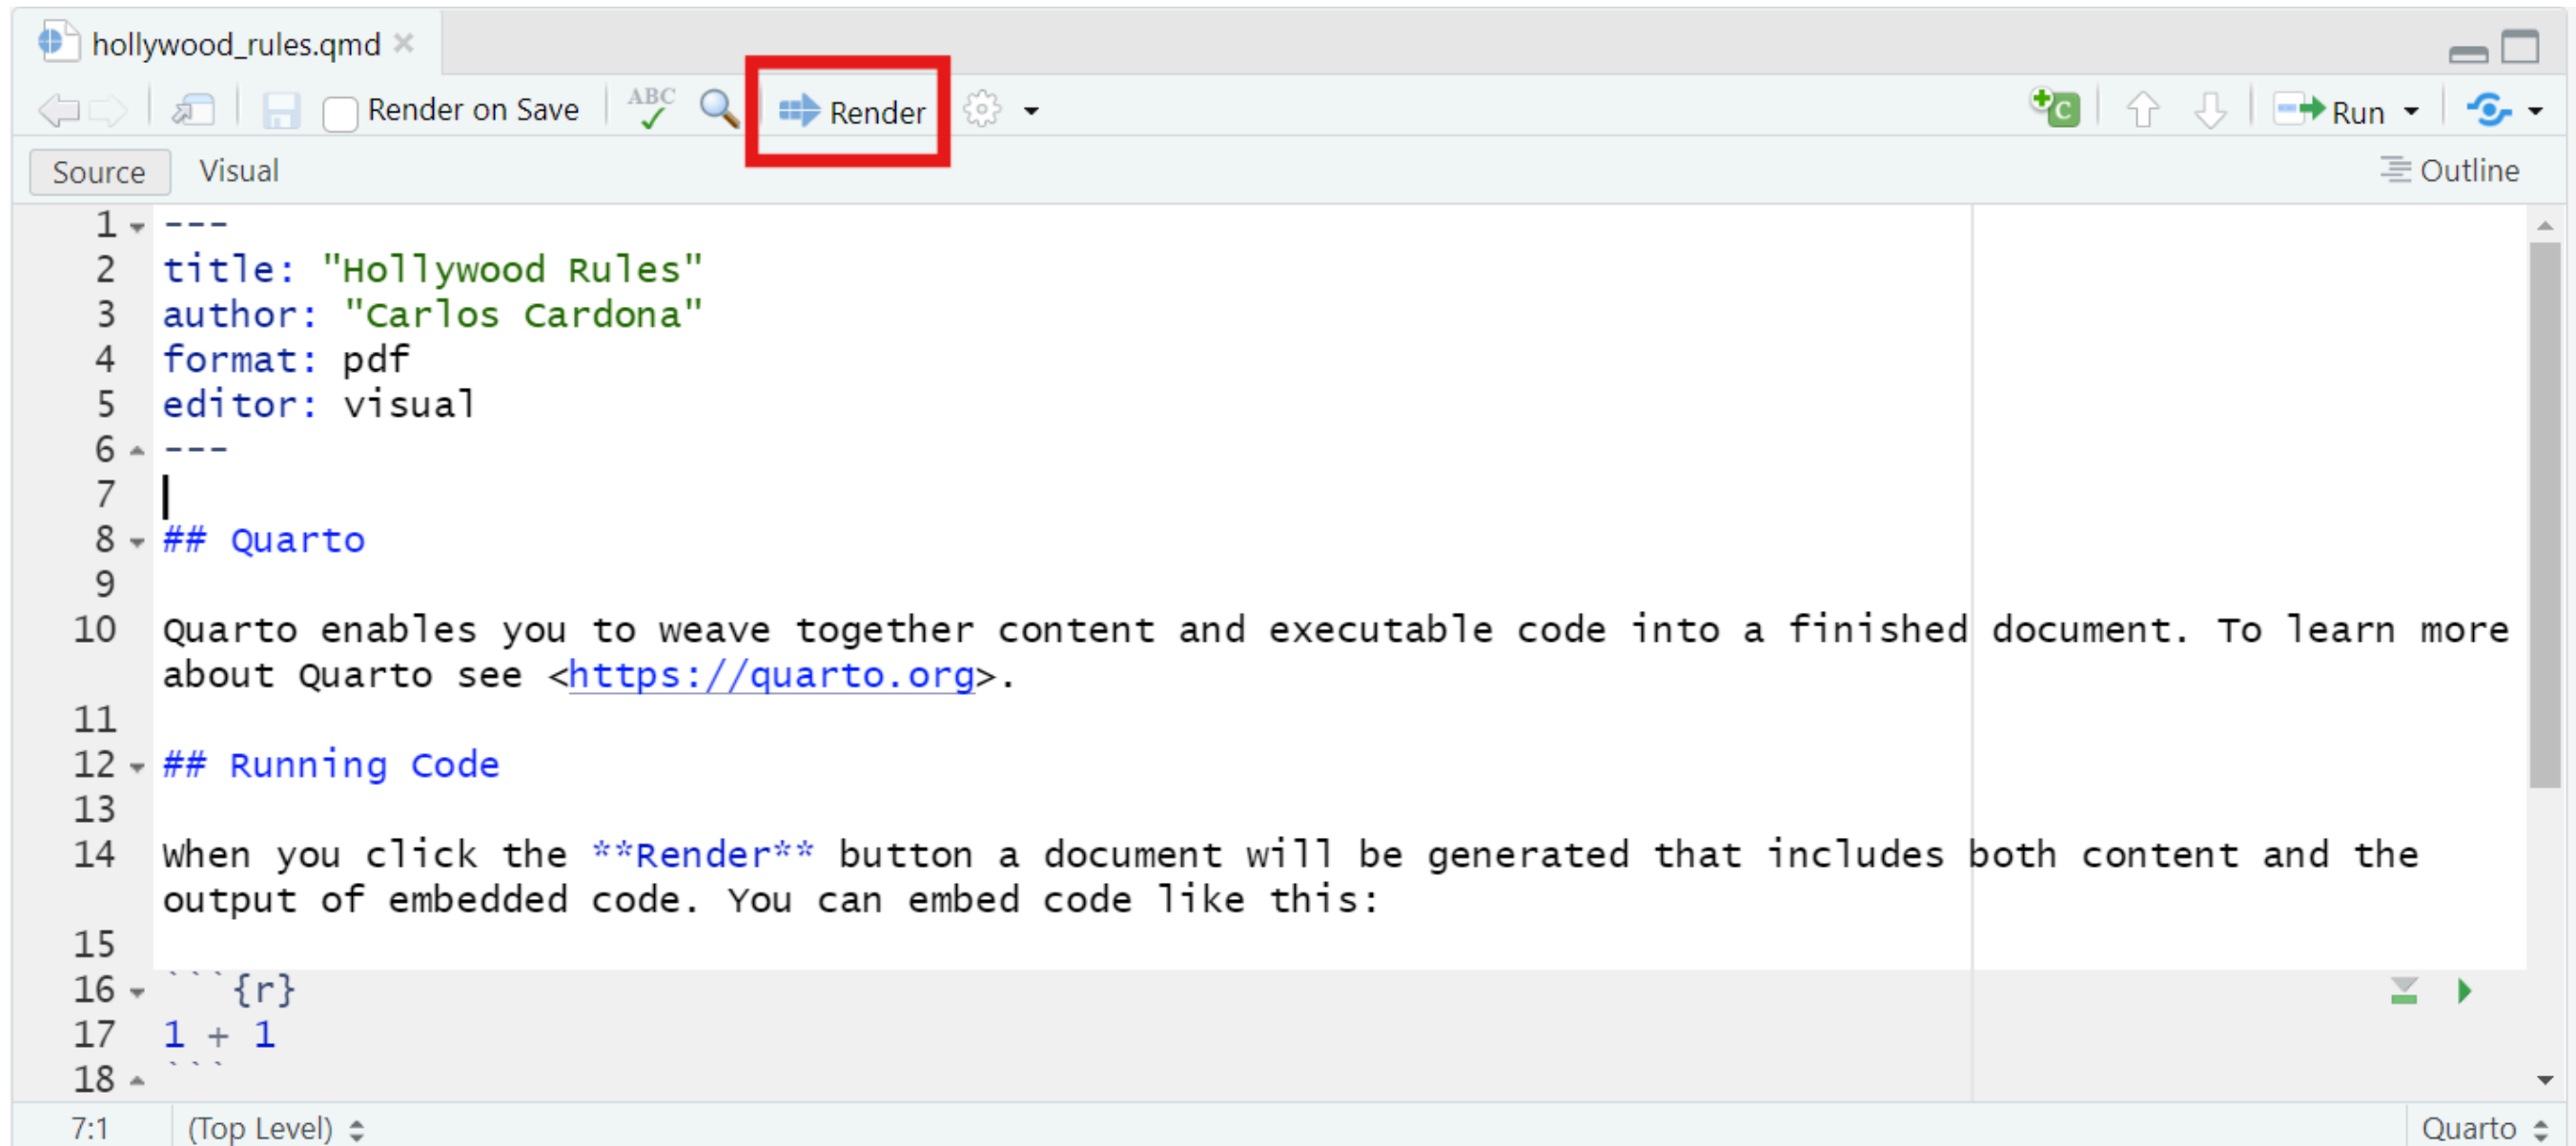 hollywood_rules.qmd
Render on Save ABC Render C Run
Source Visual Outline
1 ---
2 title: "Hollywood Rules"
3 author: "Carlos Cardona"
4 format: pdf
5 editor: visual
6 ---
7
8 ## Quarto
9
10 Quarto enables you to weave together content and executable code into a finished document. To learn more
about Quarto see <https://quarto.org>.
11
12 ## Running Code
13
14 When you click the **Render** button a document will be generated that includes both content and the
output of embedded code. You can embed code like this:
15
16 ```{r}
17 1 + 1
18 ```
7:1 (Top Level) Quarto